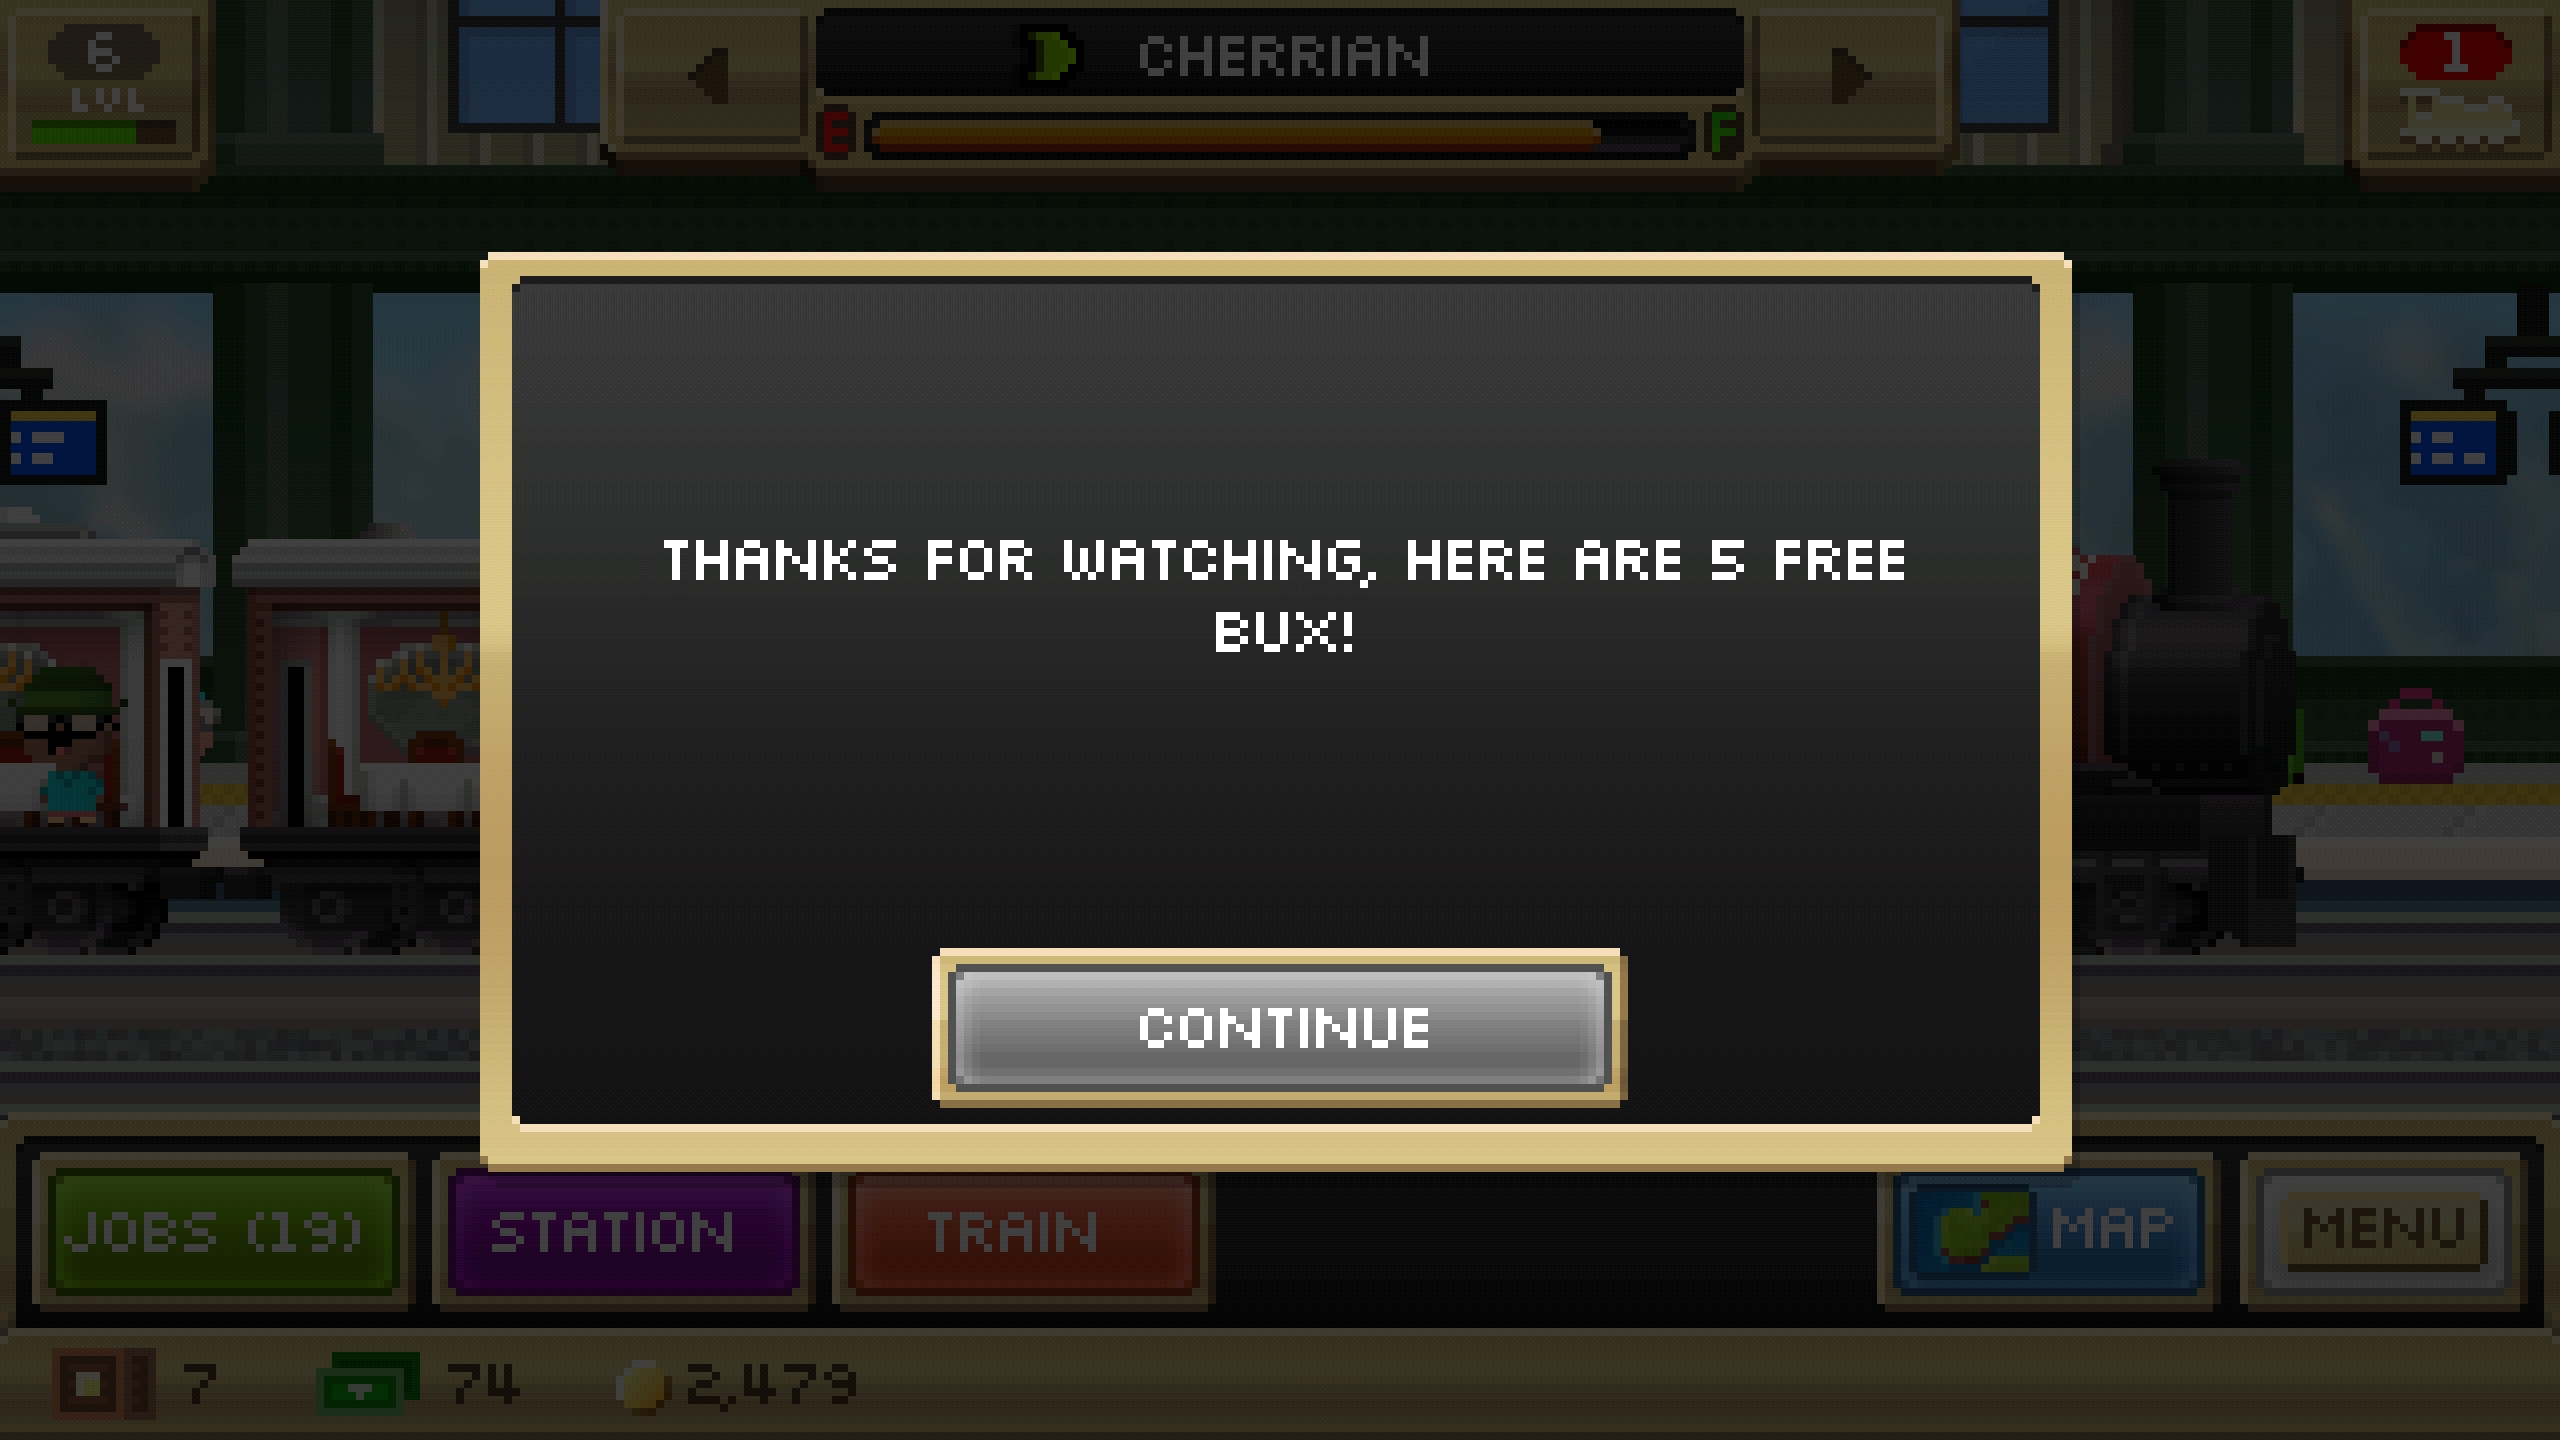 6
LVL
CHERRIAN
E
F
1
THANKS FOR WATCHING, HERE ARE 5 FREE
BUX!
CONTINUE
JOBS (19)
STATION
TRAIN
MAP
MENU
7
74
2,479